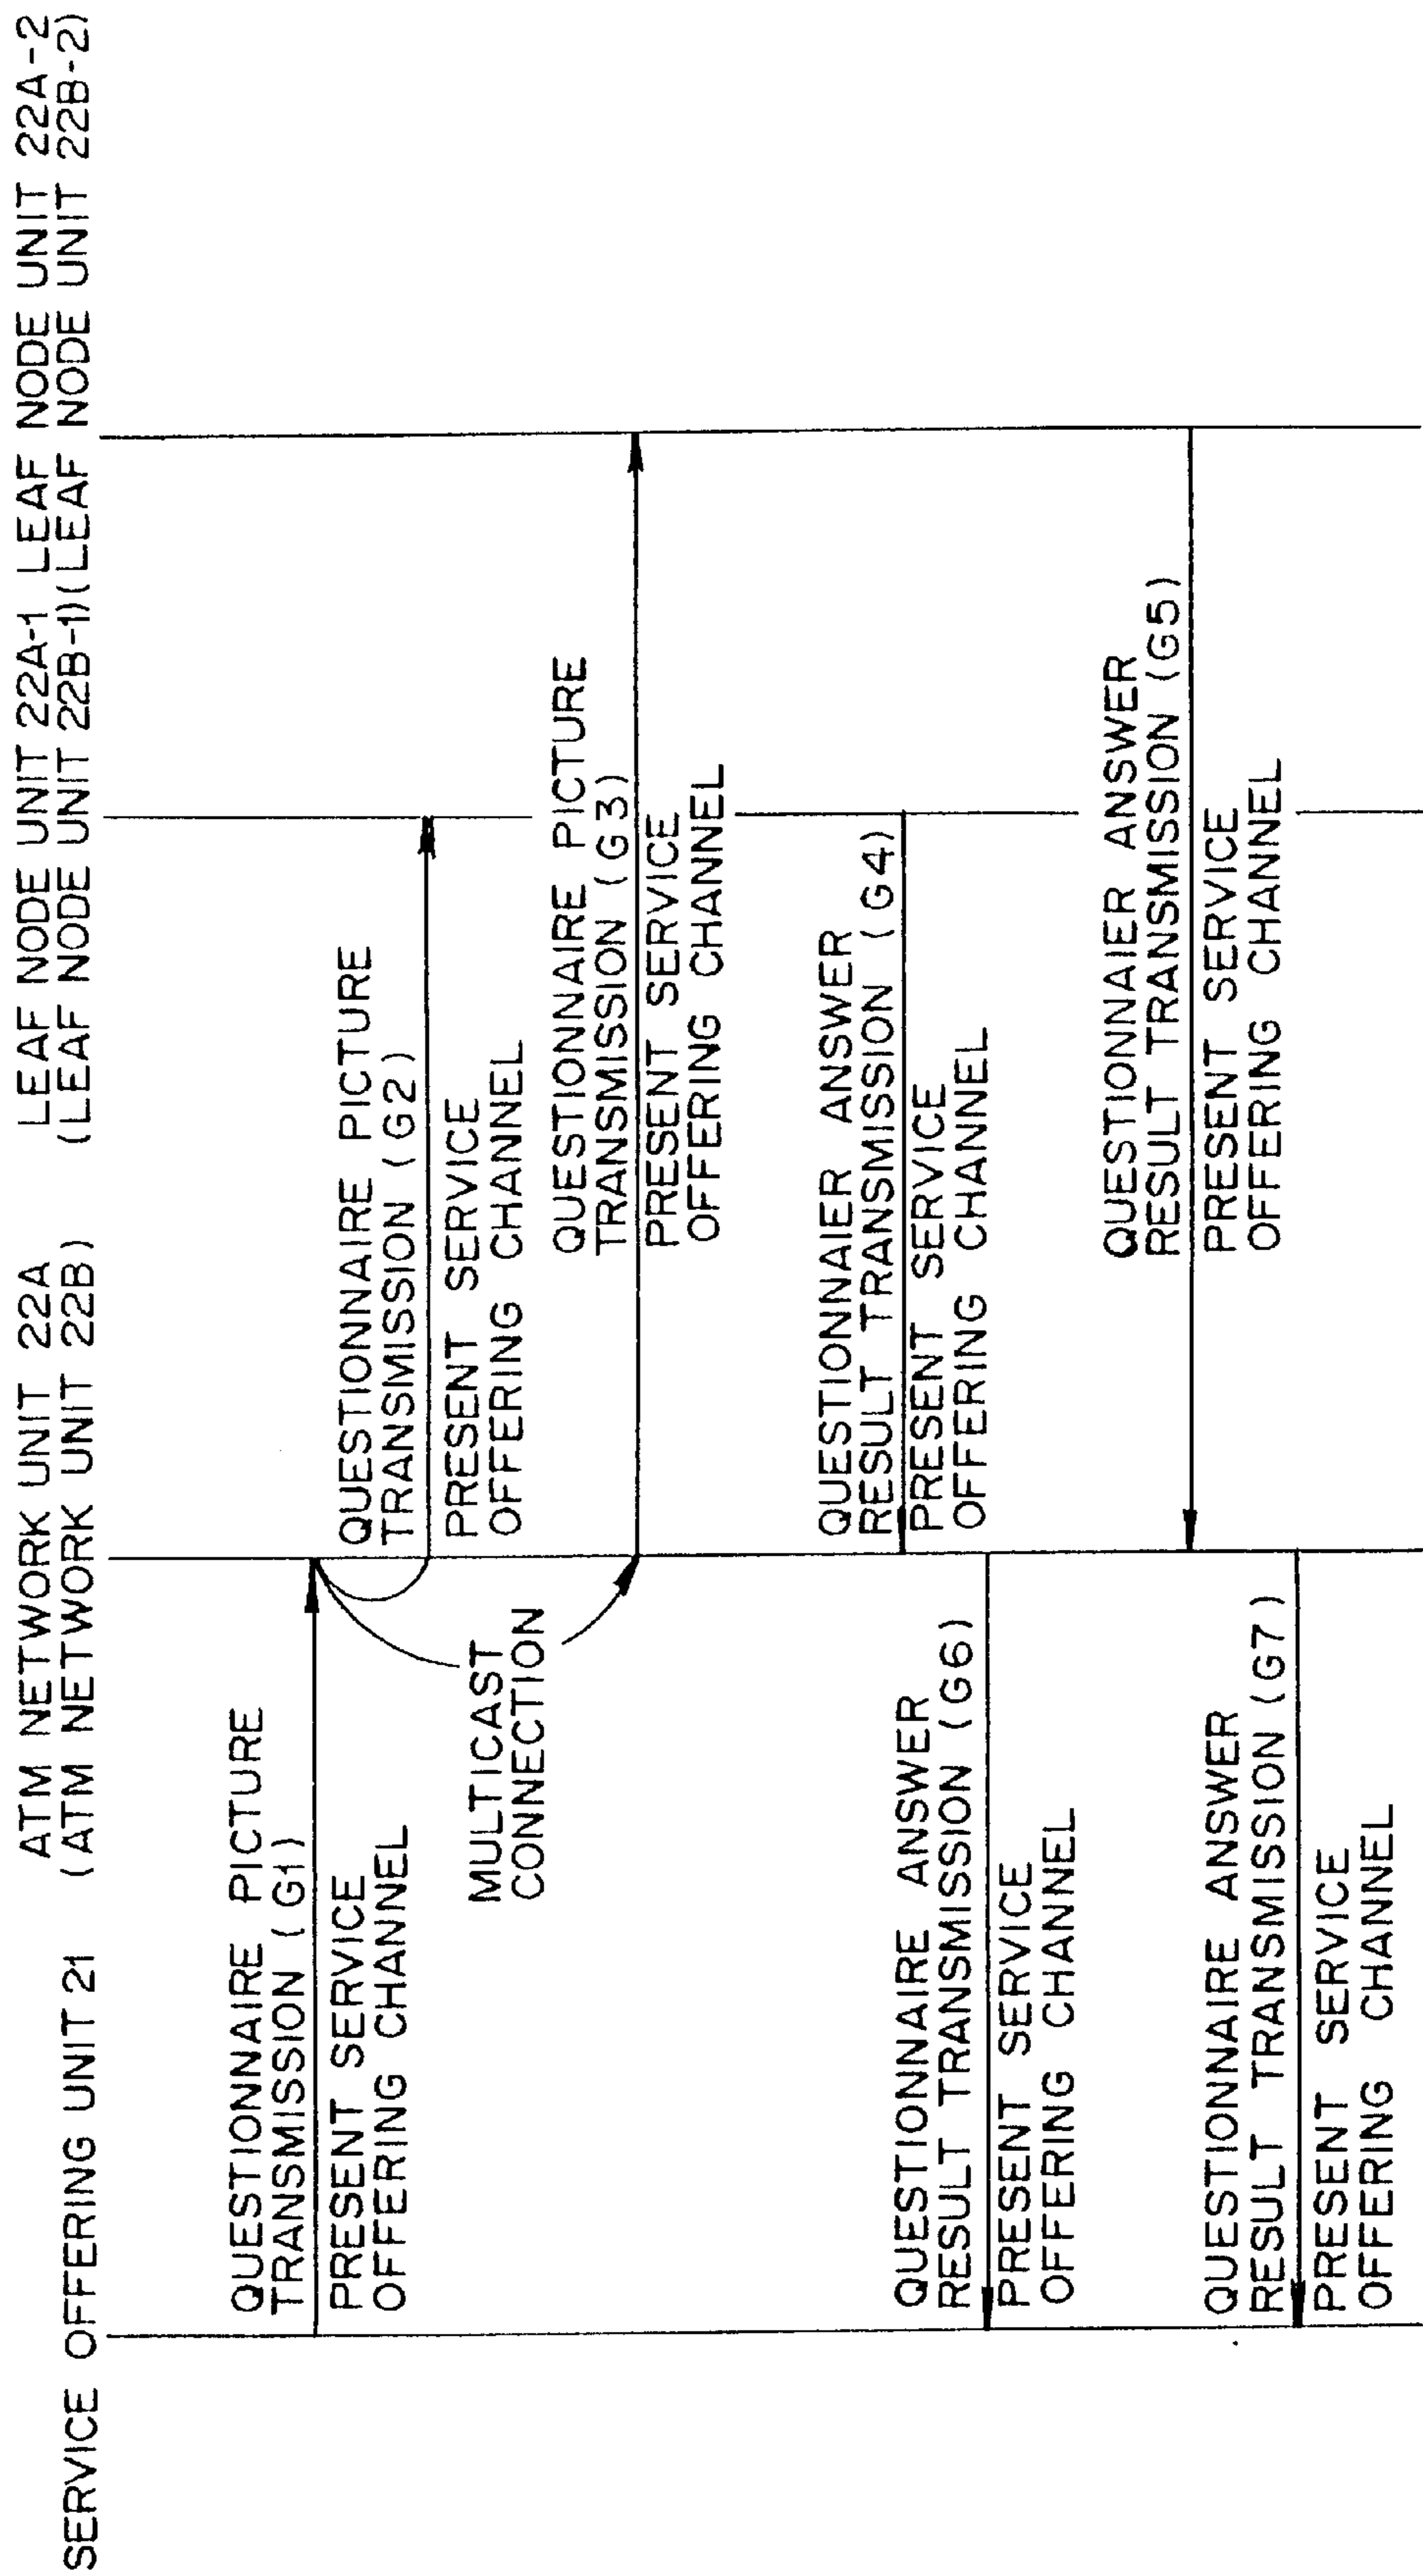 SERVICE OFFERING UNIT 21
ATM NETWORK UNIT 22A
(ATM NETWORK UNIT 22B)
LEAF NODE UNIT 22A-1
(LEAF NODE UNIT 22B-1)
LEAF NODE UNIT 22A-2
(LEAF NODE UNIT 22B-2)
QUESTIONNAIRE PICTURE
TRANSMISSION (G1)
PRESENT SERVICE
OFFERING CHANNEL
QUESTIONNAIRE PICTURE
TRANSMISSION (G2)
PRESENT SERVICE
OFFERING CHANNEL
MULTICAST
CONNECTION
QUESTIONNAIRE PICTURE
TRANSMISSION (G3)
PRESENT SERVICE
OFFERING CHANNEL
QUESTIONNAIER ANSWER
RESULT TRANSMISSION (G4)
PRESENT SERVICE
OFFERING CHANNEL
QUESTIONNAIRE ANSWER
RESULT TRANSMISSION (G6)
PRESENT SERVICE
OFFERING CHANNEL
QUESTIONNAIER ANSWER
RESULT TRANSMISSION (G5)
PRESENT SERVICE
OFFERING CHANNEL
QUESTIONNAIRE ANSWER
RESULT TRANSMISSION (G7)
PRESENT SERVICE
OFFERING CHANNEL